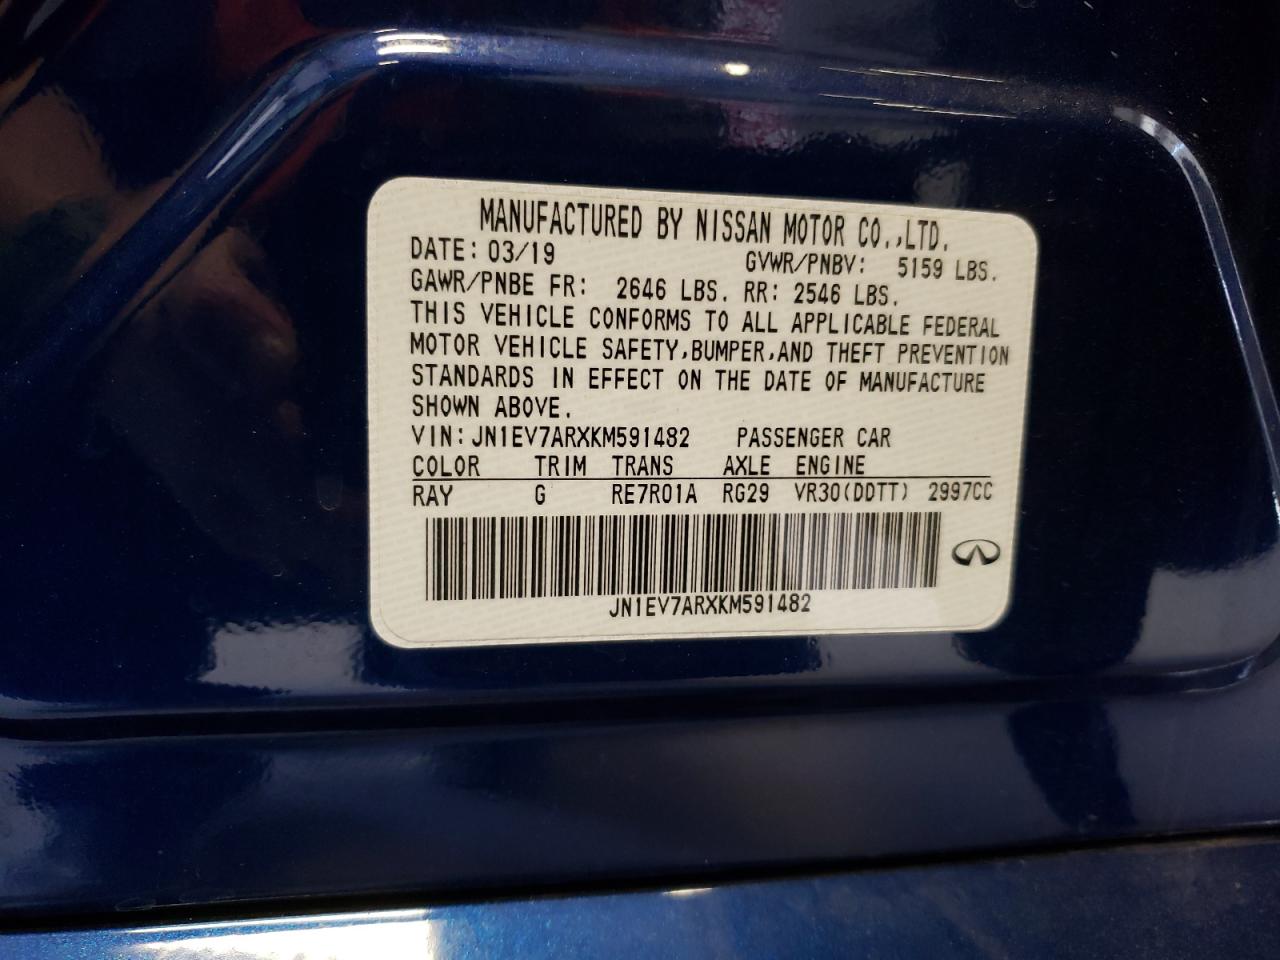 MANUFACTURED BY NISSAN MOTOR CO.,LTD.
DATE: 03/19 GVWR/PNBV: 5159 LBS.
GAWR/PNBE FR: 2646 LBS. RR: 2546 LBS.
THIS VEHICLE CONFORMS TO ALL APPLICABLE FEDERAL
MOTOR VEHICLE SAFETY,BUMPER,AND THEFT PREVENTION
STANDARDS IN EFFECT ON THE DATE OF MANUFACTURE
SHOWN ABOVE.
VIN: JN1EV7ARXKM591482 PASSENGER CAR
COLOR TRIM TRANS AXLE ENGINE
RAY G RE7R01A RG29 VR30(DDTT) 2997CC
JN1EV7ARXKM591482